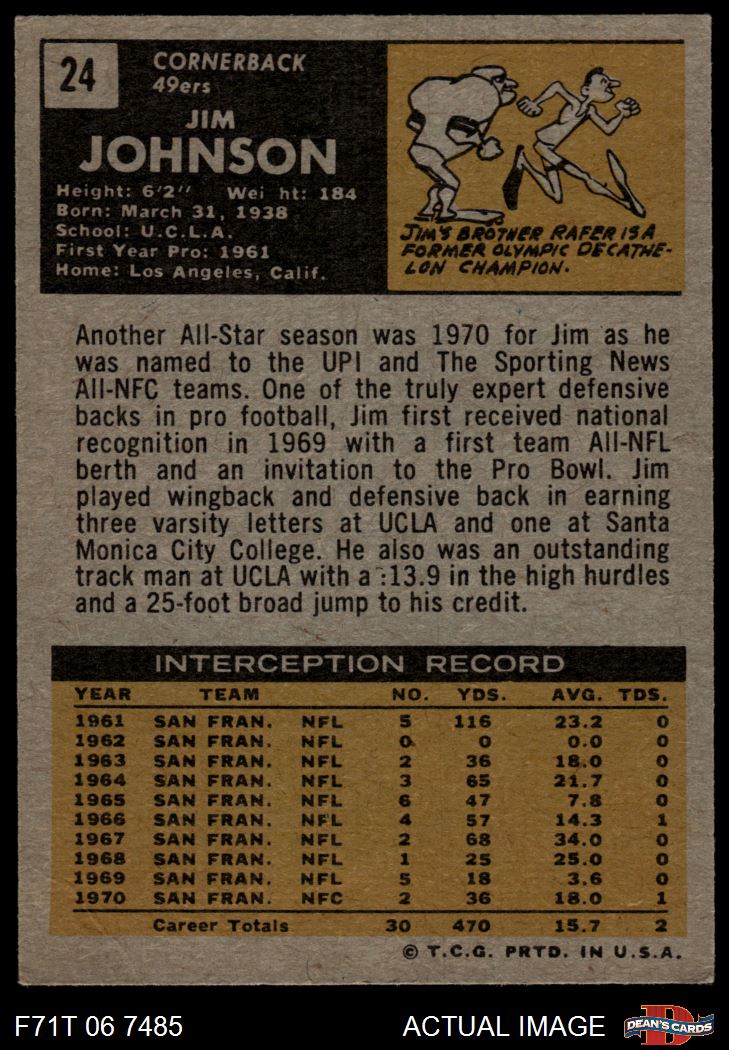 24
CORNERBACK
49ers
JIM
JOHNSON
Height: 6'2" Wei ht: 184
Born: March 31, 1938
School: U.C.L.A.
First Year Pro: 1961
Home: Los Angeles, Calif.
JIM'S BROTHER RAFER IS A
FORMER OLYMPIC DECATHE-
LON CHAMPION.
Another All-Star season was 1970 for Jim as he
was named to the UPI and The Sporting News
All-NFC teams. One of the truly expert defensive
backs in pro football, Jim first received national
recognition in 1969 with a first team All-NFL
berth and an invitation to the Pro Bowl. Jim
played wingback and defensive back in earning
three varsity letters at UCLA and one at Santa
Monica City College. He also was an outstanding
track man at UCLA with a :13.9 in the high hurdles
and a 25-foot broad jump to his credit.
INTERCEPTION RECORD
YEAR TEAM NO. YDS. AVG. TDS.
1961 SAN FRAN. NFL 5 116 23.2 0
1962 SAN FRAN. NFL 0 0 0.0 0
1963 SAN FRAN. NFL 2 36 18.0 0
1964 SAN FRAN. NFL 3 65 21.7 0
1965 SAN FRAN. NFL 6 47 7.8 0
1966 SAN FRAN. NFL 4 57 14.3 1
1967 SAN FRAN. NFL 2 68 34.0 0
1968 SAN FRAN. NFL 1 25 25.0 0
1969 SAN FRAN. NFL 5 18 3.6 0
1970 SAN FRAN. NFC 2 36 18.0 1
Career Totals 30 470 15.7 2
© T.C.G. PRTD. IN U.S.A.
F71T 06 7485 ACTUAL IMAGE
D
DEAN'S CARDS